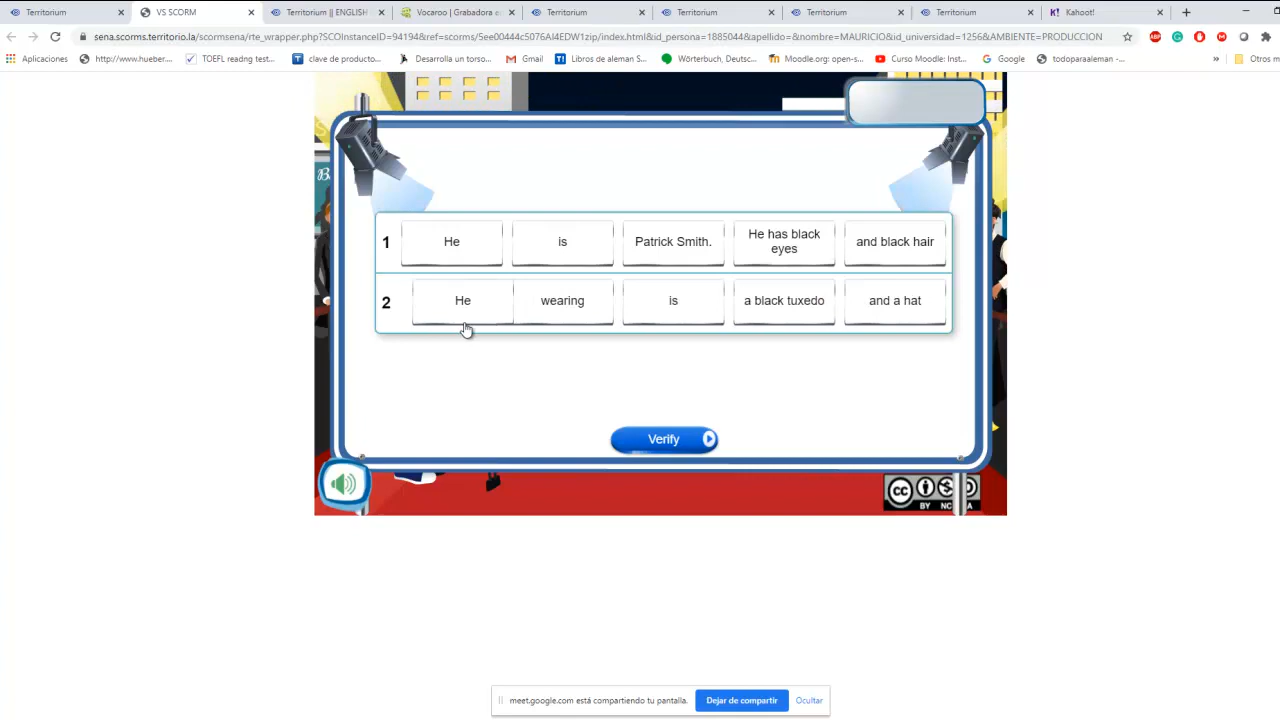 Territorium
VS SCORM
Territorium || ENGLISH
Vocaroo | Grabadora e
Territorium
Territorium
Territorium
Territorium
Kahoot!
sena.scorms.territorio.la/scormsena/rte_wrapper.php?SCOInstanceID=94194&ref=scorms/5ee00444c5076AI4EDW1zip/index.html&id_persona=1885044&apellido=&nombre=MAURICIO&id_universidad=1256&AMBIENTE=PRODUCCION
Aplicaciones
http://www.hueber....
TOEFL readng test...
clave de producto...
Desarrolla un torso...
Gmail
Libros de aleman S...
Wörterbuch, Deutsc...
Moodle.org: open-s...
Curso Moodle: Inst...
Google
todoparaaleman -...
»
Otros m
1 He is Patrick Smith. He has black eyes and black hair
2 He wearing is a black tuxedo and a hat
Verify
cc
BY NC
meet.google.com está compartiendo tu pantalla.
Dejar de compartir
Ocultar